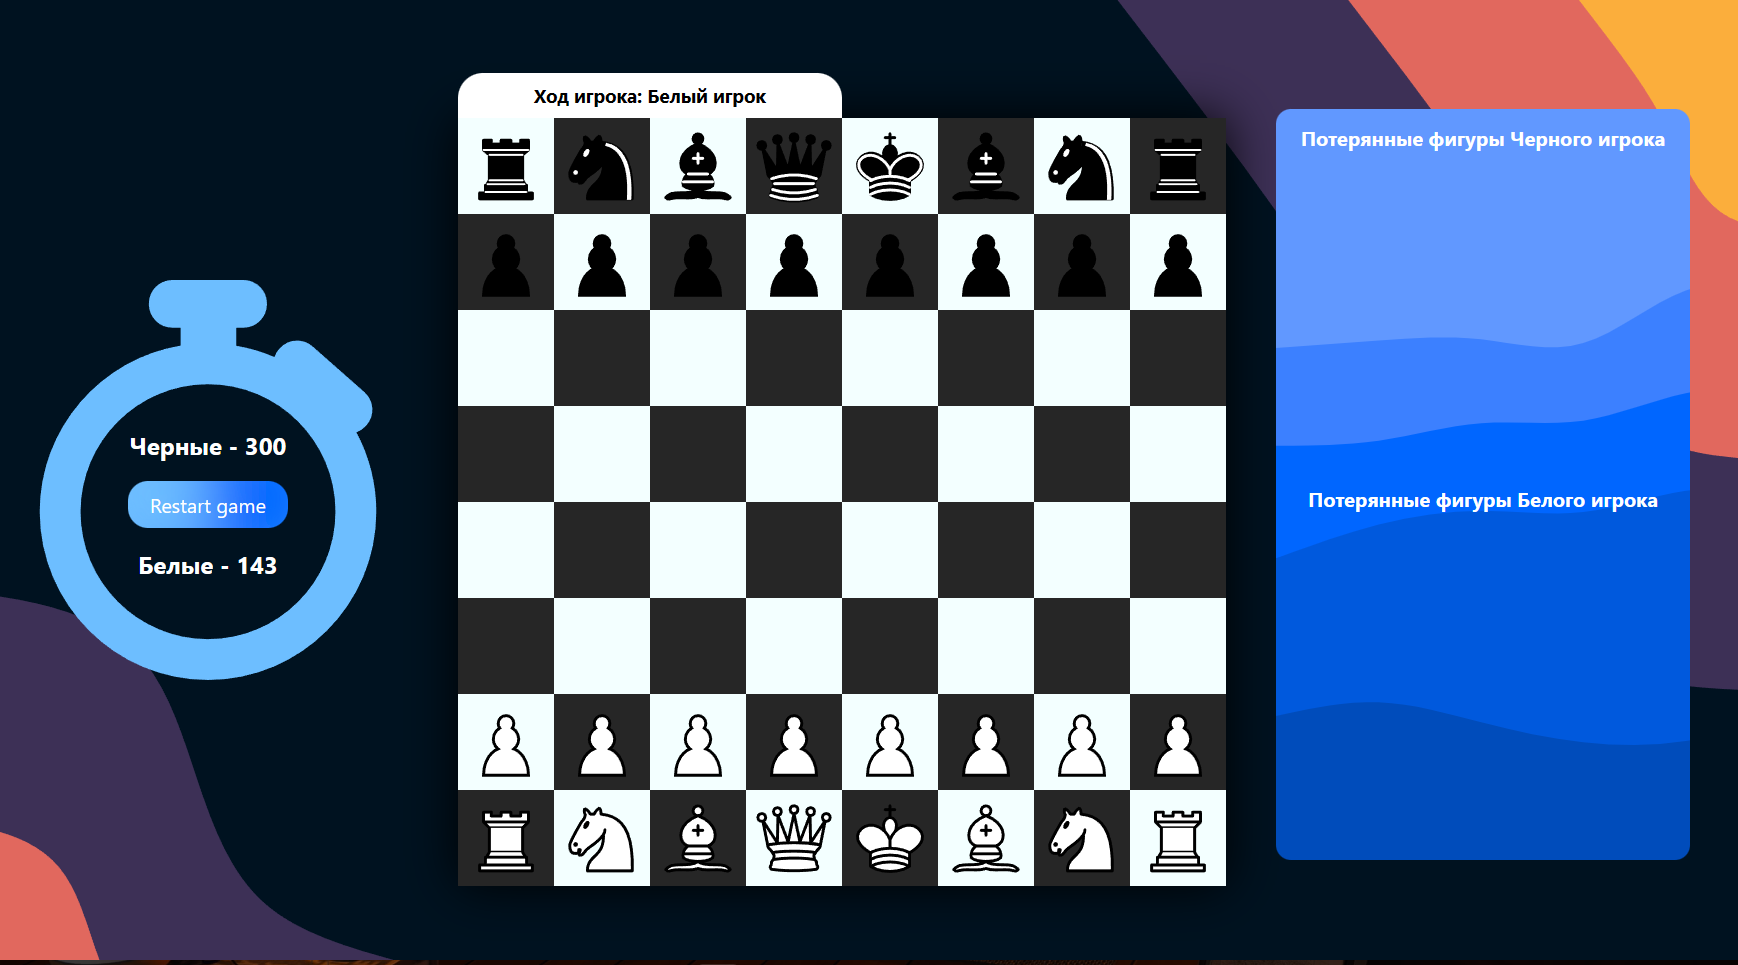 Ход игрока: Белый игрок
Потерянные фигуры Черного игрока
Черные - 300
Restart game
Белые - 143
Потерянные фигуры Белого игрока